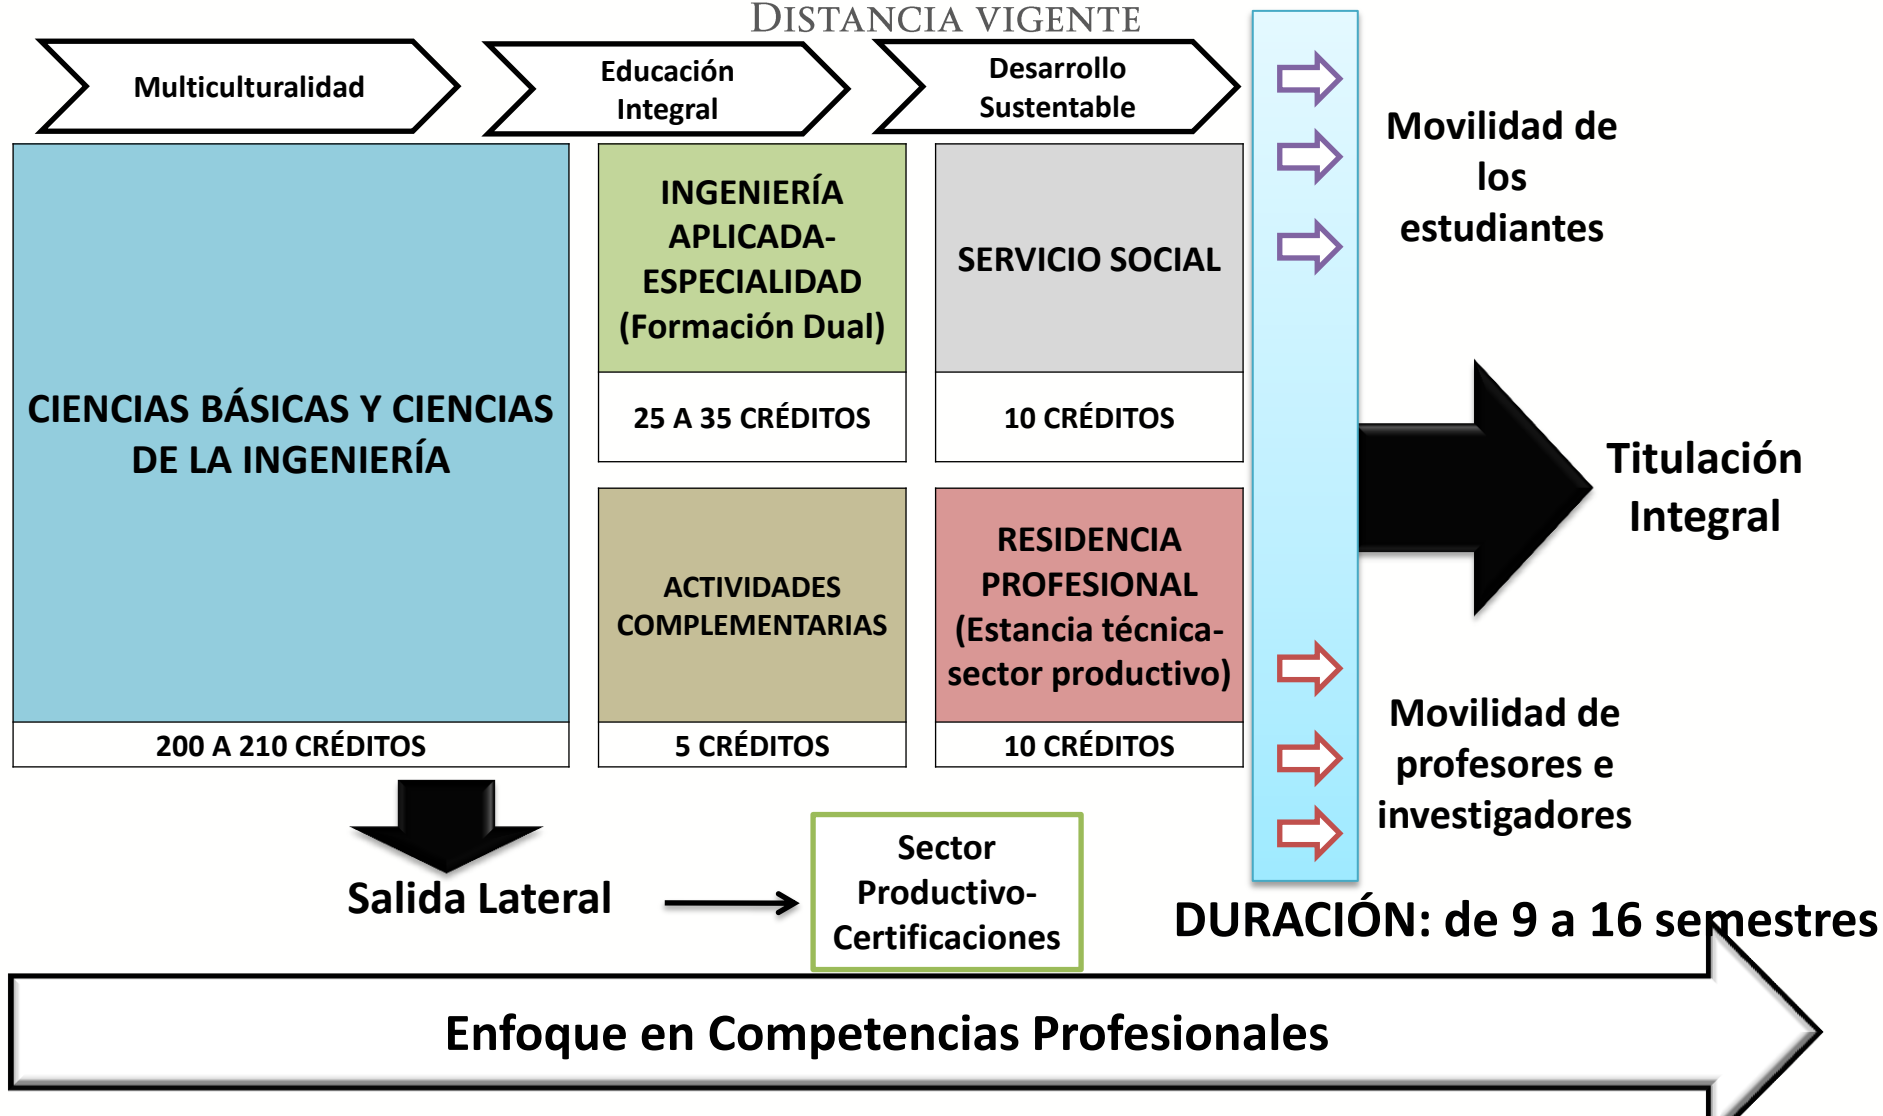 DISTANCIA VIGENTE
Multiculturalidad
Educación
Integral
Desarrollo
Sustentable
CIENCIAS BÁSICAS Y CIENCIAS
DE LA INGENIERÍA
200 A 210 CRÉDITOS
INGENIERÍA
APLICADA-
ESPECIALIDAD
(Formación Dual)
25 A 35 CRÉDITOS
SERVICIO SOCIAL
10 CRÉDITOS
ACTIVIDADES
COMPLEMENTARIAS
5 CRÉDITOS
RESIDENCIA
PROFESIONAL
(Estancia técnica-
sector productivo)
10 CRÉDITOS
Movilidad de
los
estudiantes
Titulación
Integral
Movilidad de
profesores e
investigadores
Salida Lateral
Sector
Productivo-
Certificaciones
DURACIÓN: de 9 a 16 semestres
Enfoque en Competencias Profesionales